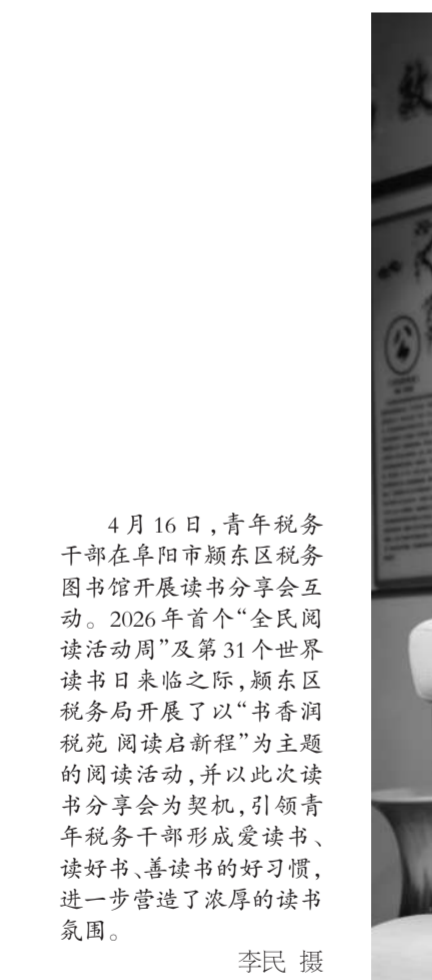 4月16日,青年税务
干部在阜阳市颍东区税务
图书馆开展读书分享会互
动。2026年首个“全民阅
读活动周”及第31个世界
读书日来临之际,颍东区
税务局开展了以“书香润
税苑 阅读启新程”为主题
的阅读活动,并以此次读
书分享会为契机,引领青
年税务干部形成爱读书、
读好书、善读书的好习惯,
进一步营造了浓厚的读书
氛围。
李民 摄